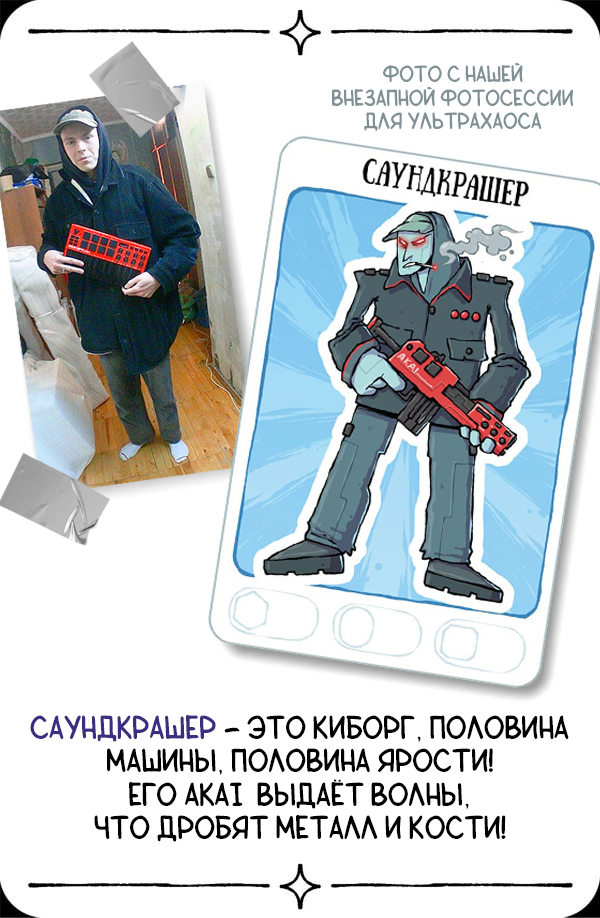 ФОТО С НАШЕЙ
ВНЕЗАПНОЙ ФОТОСЕССИИ
ДЛЯ УЛЬТРАХАОСА
САУНДКРАШЕР
AKAI
САУНДКРАШЕР – ЭТО КИБОРГ, ПОЛОВИНА
МАШИНЫ, ПОЛОВИНА ЯРОСТИ!
ЕГО AKAI ВЫДАЁТ ВОЛНЫ,
ЧТО ДРОБЯТ МЕТАЛЛ И КОСТИ!